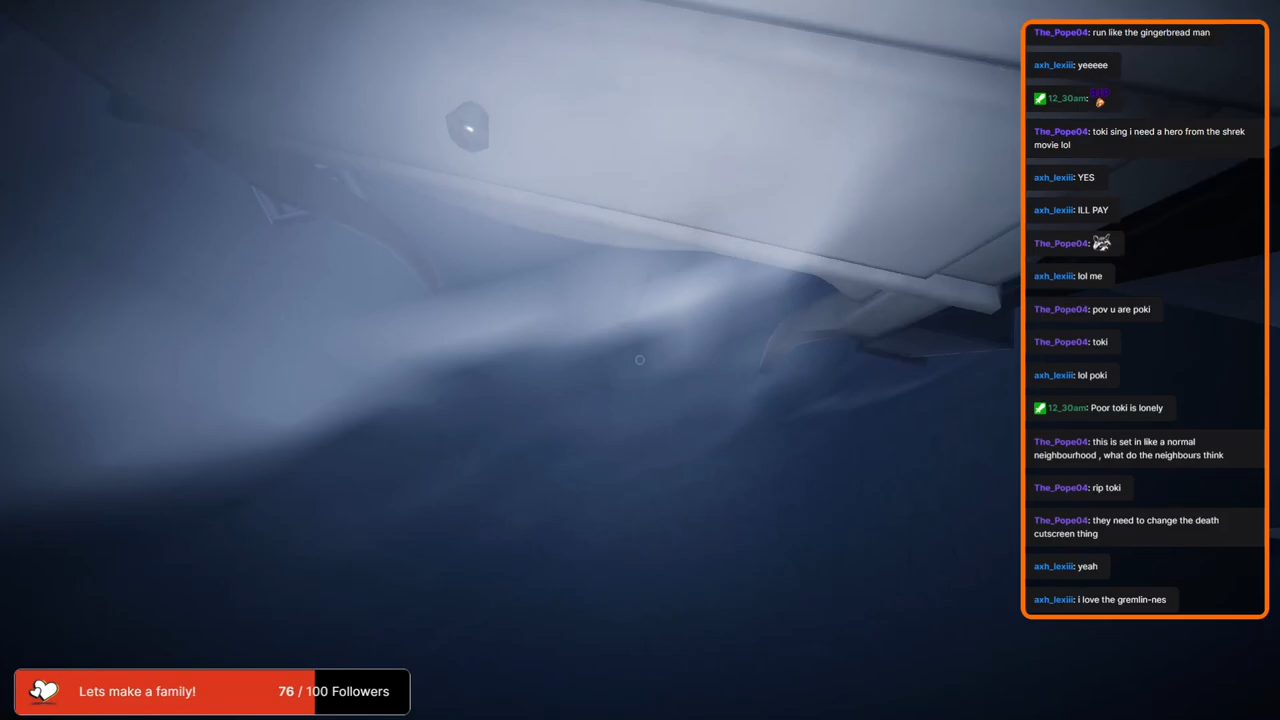 The_Pope04: run like the gingerbread man
axh_lexiii: yeeeee
12_30am:
The_Pope04: toki sing i need a hero from the shrek
movie lol
axh_lexiii: YES
axh_lexiii: ILL PAY
The_Pope04:
axh_lexiii: lol me
The_Pope04: pov u are poki
The_Pope04: toki
axh_lexiii: lol poki
12_30am: Poor toki is lonely
The_Pope04: this is set in like a normal
neighbourhood , what do the neighbours think
The_Pope04: rip toki
The_Pope04: they need to change the death
cutscreen thing
axh_lexiii: yeah
axh_lexiii: i love the gremlin-nes
Lets make a family! 76 / 100 Followers